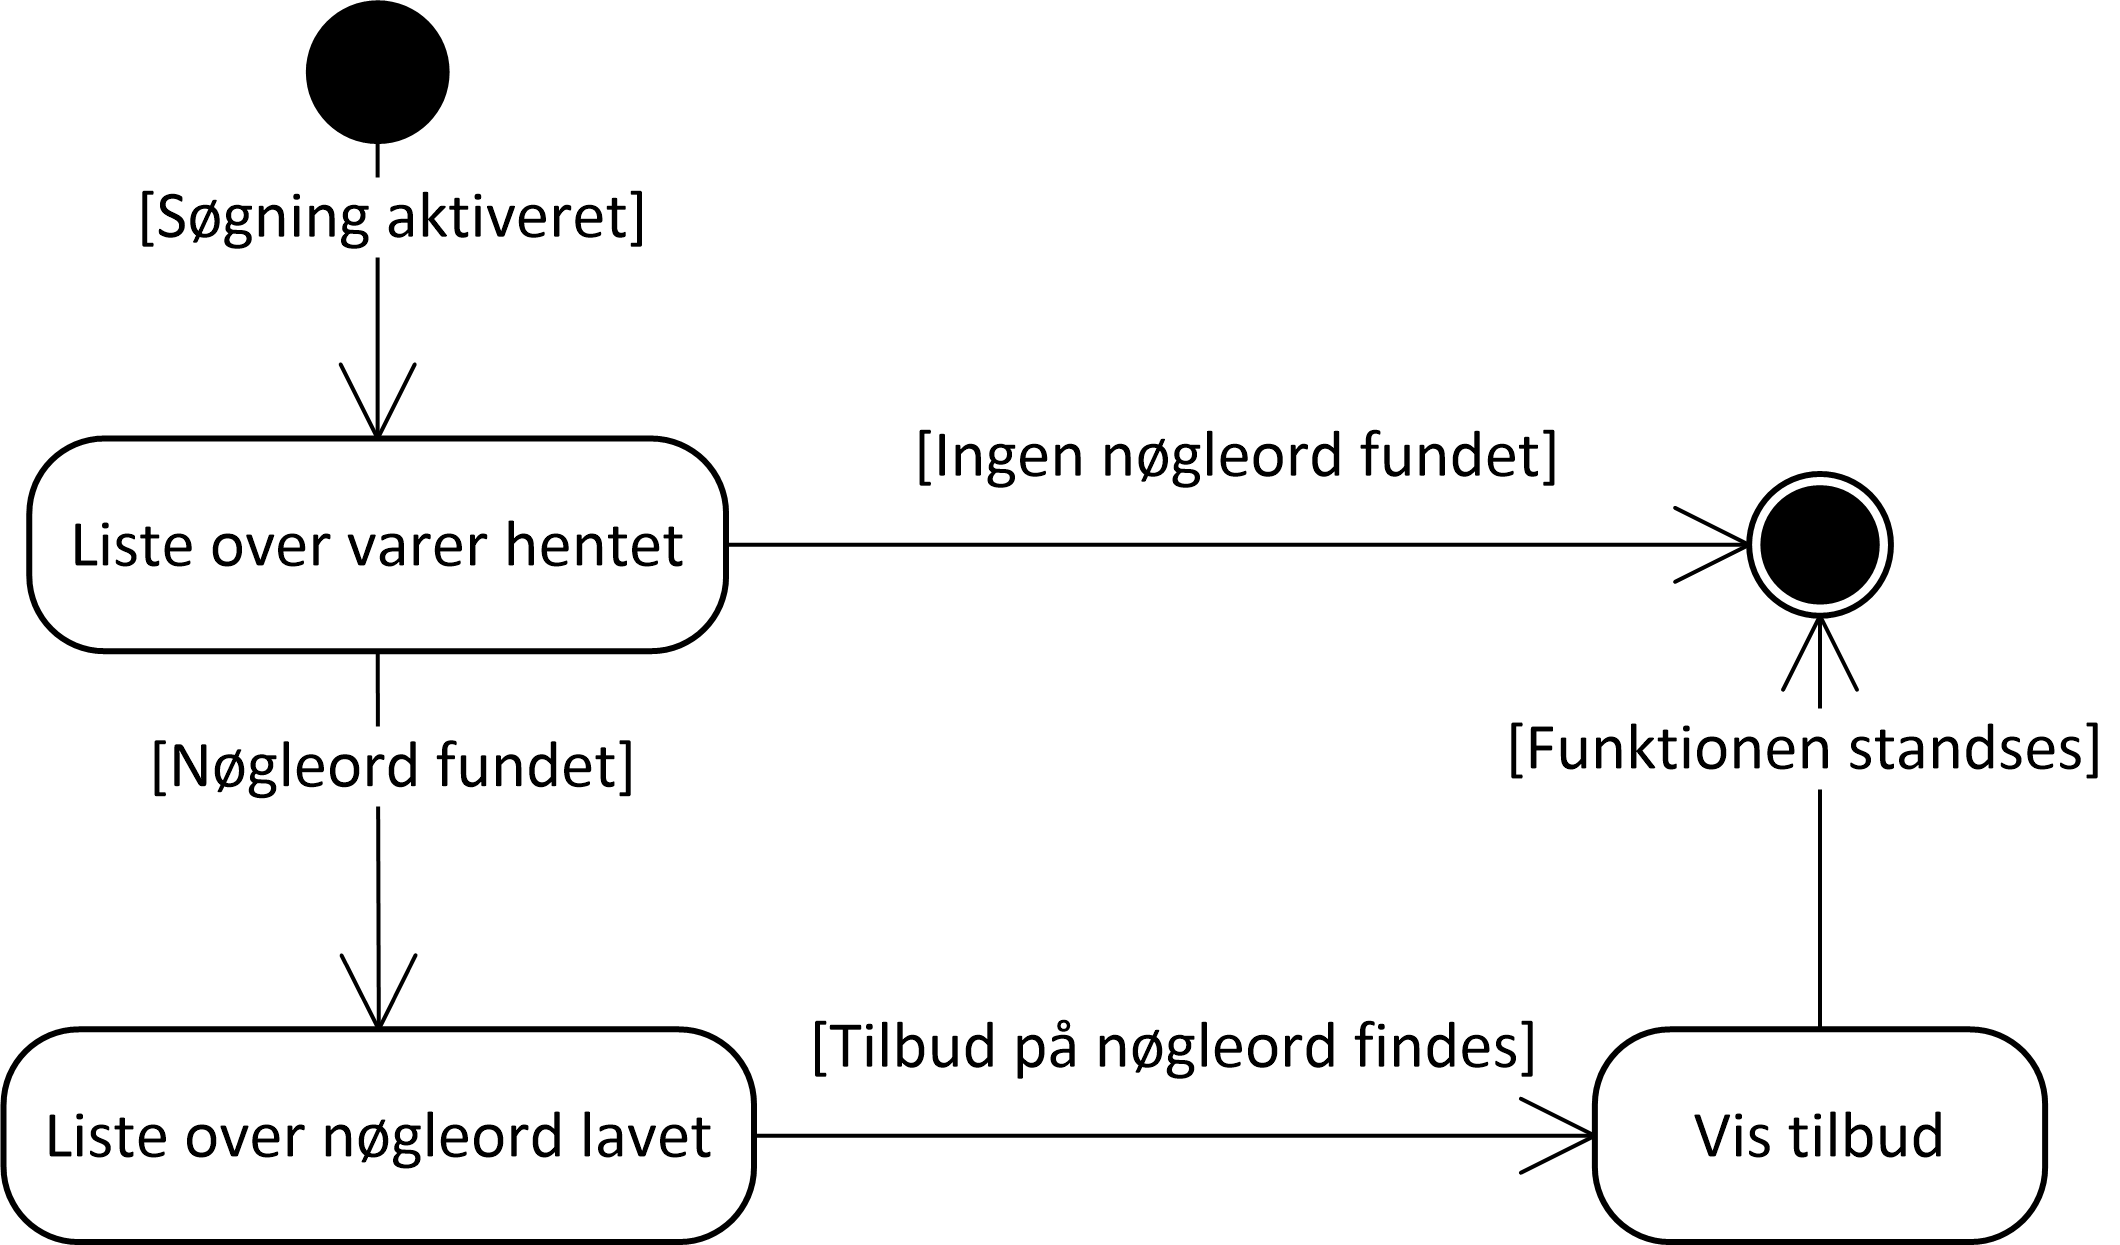 [Søgning aktiveret]
[Ingen nøgleord fundet]
Liste over varer hentet
[Nøgleord fundet]
[Funktionen standses]
[Tilbud på nøgleord findes]
Liste over nøgleord lavet
Vis tilbud